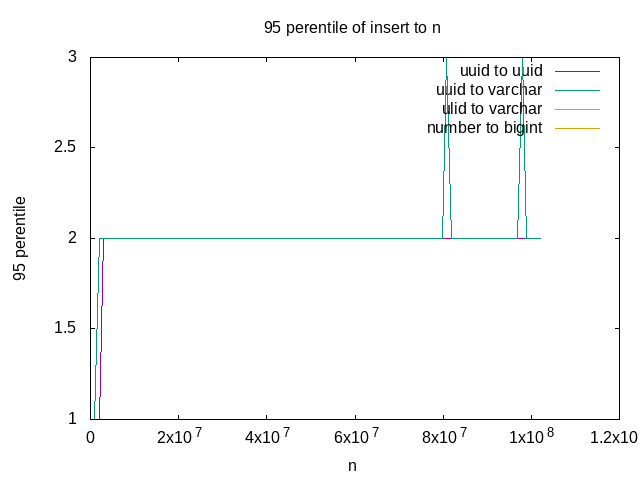 95 perentile of insert to n
3
2.5
2
1.5
1
95 perentile
uuid to uuid
uuid to varchar
ulid to varchar
number to bigint
0
2x10 7
4x10 7
6x10 7
8x10 7
1x10 8
1.2x10
n